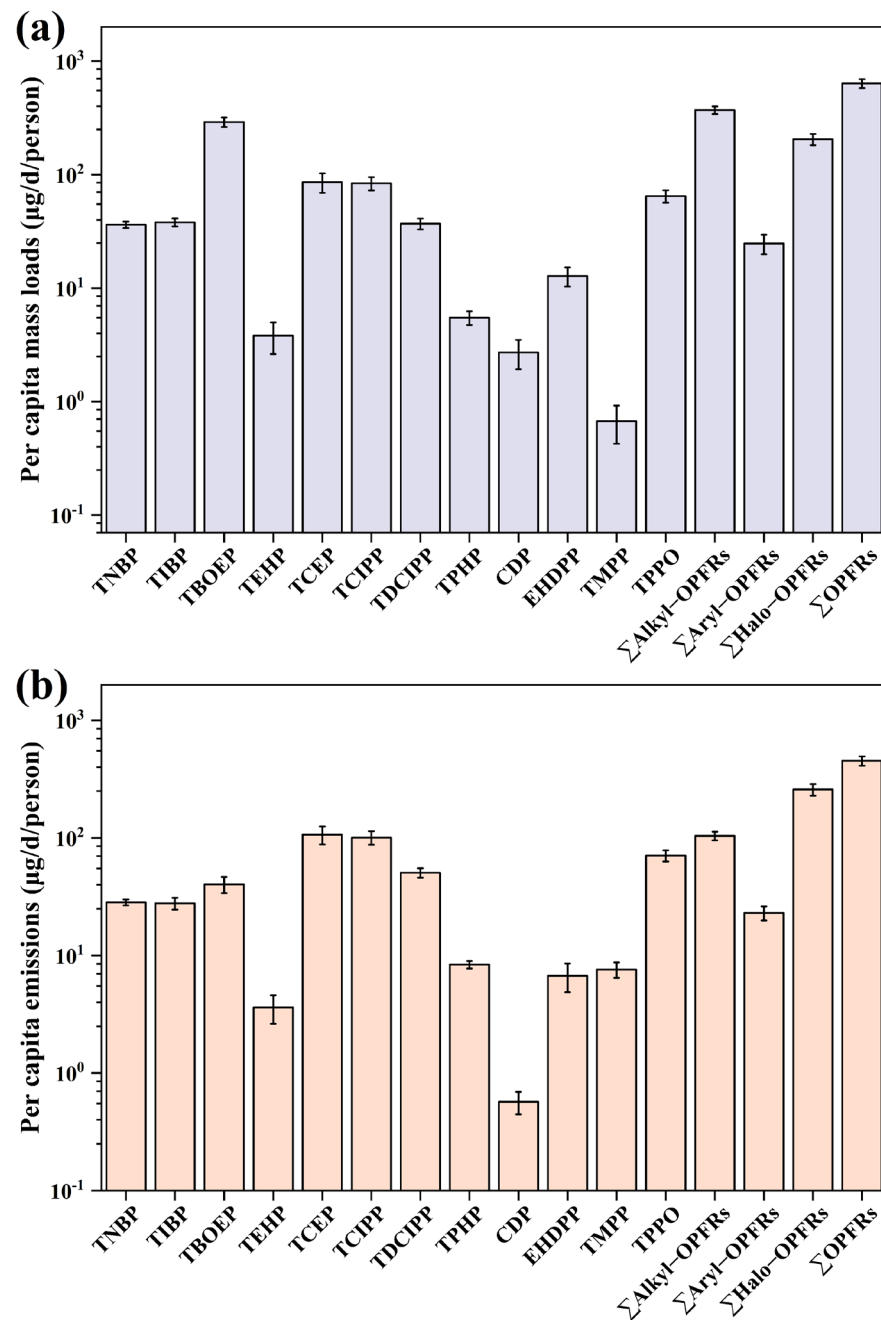 (a)
Per capita mass loads (μg/d/person)
10³
10²
10¹
10⁰
10⁻¹
TNBP
TIBP
TBOEP
TEHP
TCEP
TCIPP
TDCIPP
TPHP
CDP
EHDPP
TMPP
TPPO
∑Alkyl−OPFRs
∑Aryl−OPFRs
∑Halo−OPFRs
∑OPFRs
(b)
Per capita emissions (μg/d/person)
10³
10²
10¹
10⁰
10⁻¹
TNBP
TIBP
TBOEP
TEHP
TCEP
TCIPP
TDCIPP
TPHP
CDP
EHDPP
TMPP
TPPO
∑Alkyl−OPFRs
∑Aryl−OPFRs
∑Halo−OPFRs
∑OPFRs